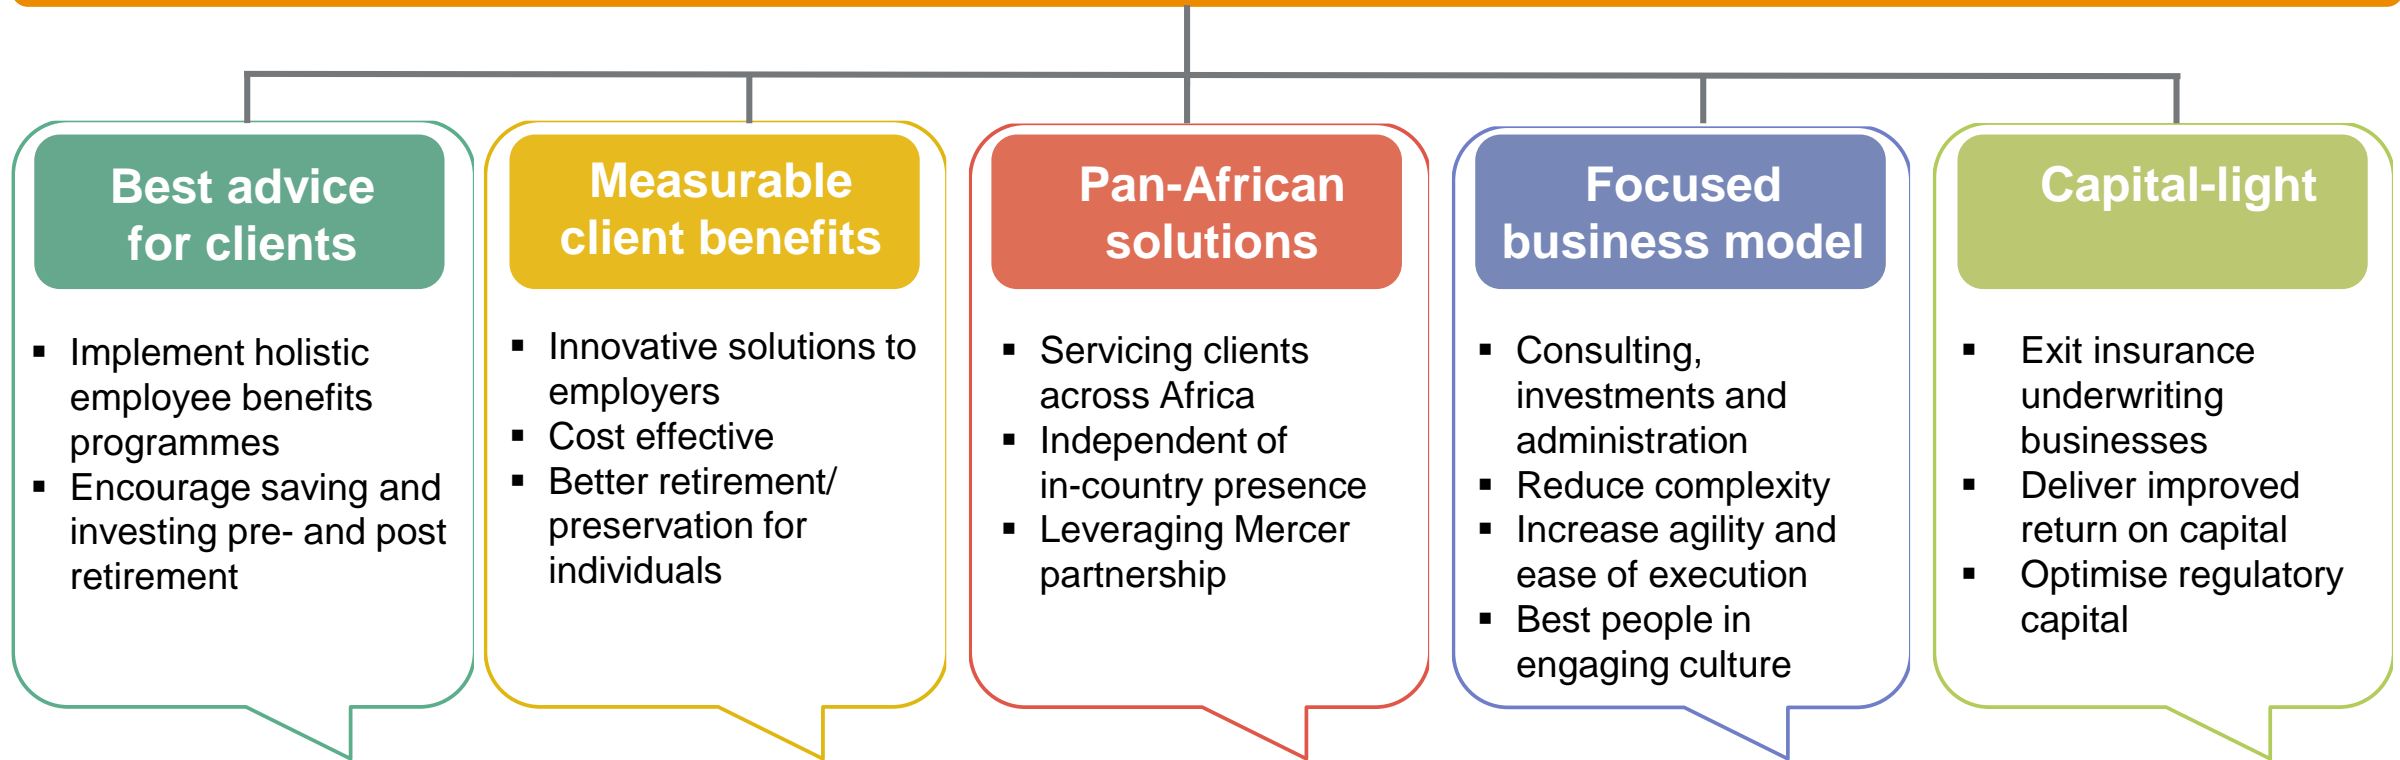 Best advice
for clients
▪ Implement holistic
employee benefits
programmes
▪ Encourage saving and
investing pre- and post
retirement
Measurable
client benefits
▪ Innovative solutions to
employers
▪ Cost effective
▪ Better retirement/
preservation for
individuals
Pan-African
solutions
▪ Servicing clients
across Africa
▪ Independent of
in-country presence
▪ Leveraging Mercer
partnership
Focused
business model
▪ Consulting,
investments and
administration
▪ Reduce complexity
▪ Increase agility and
ease of execution
▪ Best people in
engaging culture
Capital-light
▪ Exit insurance
underwriting
businesses
▪ Deliver improved
return on capital
▪ Optimise regulatory
capital